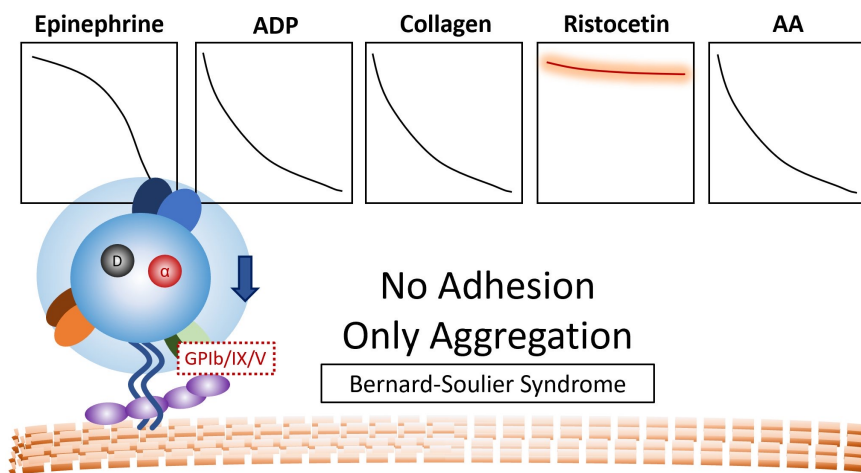 Epinephrine
ADP
Collagen
Ristocetin
AA
D
α
GPIb/IX/V
No Adhesion
Only Aggregation
Bernard-Soulier Syndrome